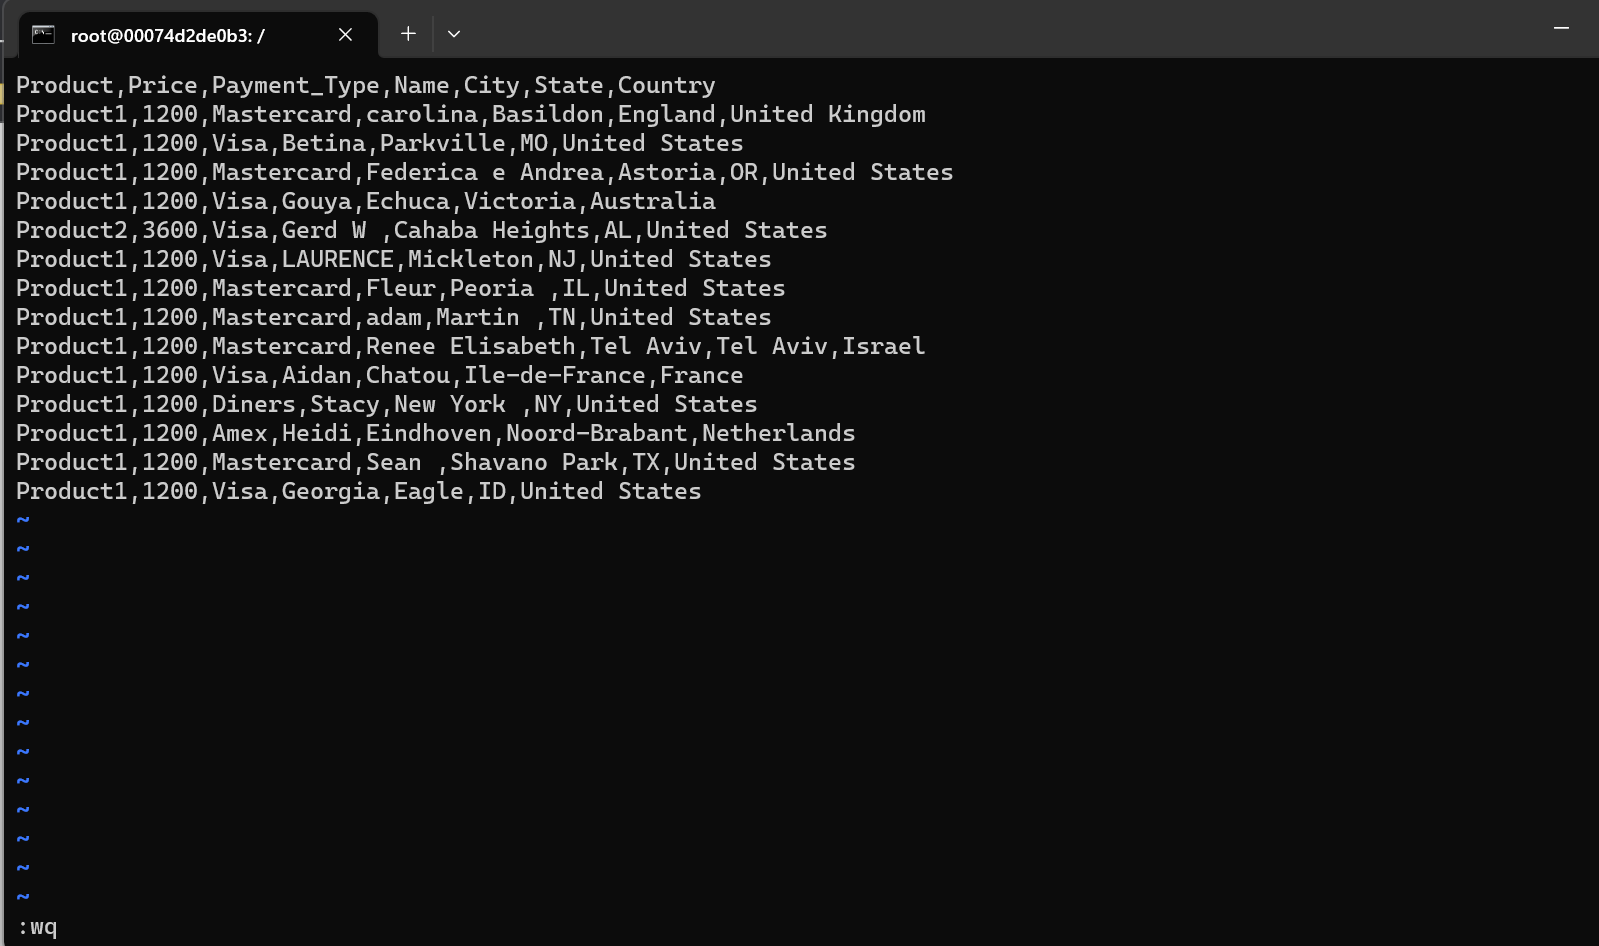 root@00074d2de0b3: /
Product,Price,Payment_Type,Name,City,State,Country
Product1,1200,Mastercard,carolina,Basildon,England,United Kingdom
Product1,1200,Visa,Betina,Parkville,MO,United States
Product1,1200,Mastercard,Federica e Andrea,Astoria,OR,United States
Product1,1200,Visa,Gouya,Echuca,Victoria,Australia
Product2,3600,Visa,Gerd W ,Cahaba Heights,AL,United States
Product1,1200,Visa,LAURENCE,Mickleton,NJ,United States
Product1,1200,Mastercard,Fleur,Peoria ,IL,United States
Product1,1200,Mastercard,adam,Martin ,TN,United States
Product1,1200,Mastercard,Renee Elisabeth,Tel Aviv,Tel Aviv,Israel
Product1,1200,Visa,Aidan,Chatou,Ile-de-France,France
Product1,1200,Diners,Stacy,New York ,NY,United States
Product1,1200,Amex,Heidi,Eindhoven,Noord-Brabant,Netherlands
Product1,1200,Mastercard,Sean ,Shavano Park,TX,United States
Product1,1200,Visa,Georgia,Eagle,ID,United States
~
~
~
~
~
~
~
~
~
~
~
~
~
~
:wq